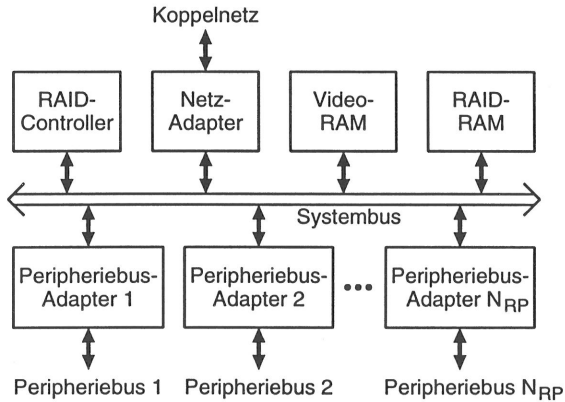 Koppelnetz
RAID-
Controller
Netz-
Adapter
Video-
RAM
RAID-
RAM
Systembus
Peripheriebus-
Adapter 1
Peripheriebus-
Adapter 2
Peripheriebus-
Adapter NRP
Peripheriebus 1
Peripheriebus 2
Peripheriebus NRP